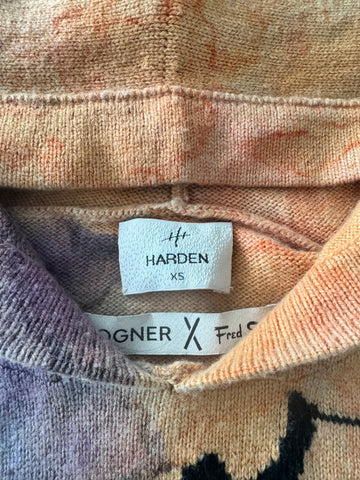 HARDEN
XS
OGNER X Fred S